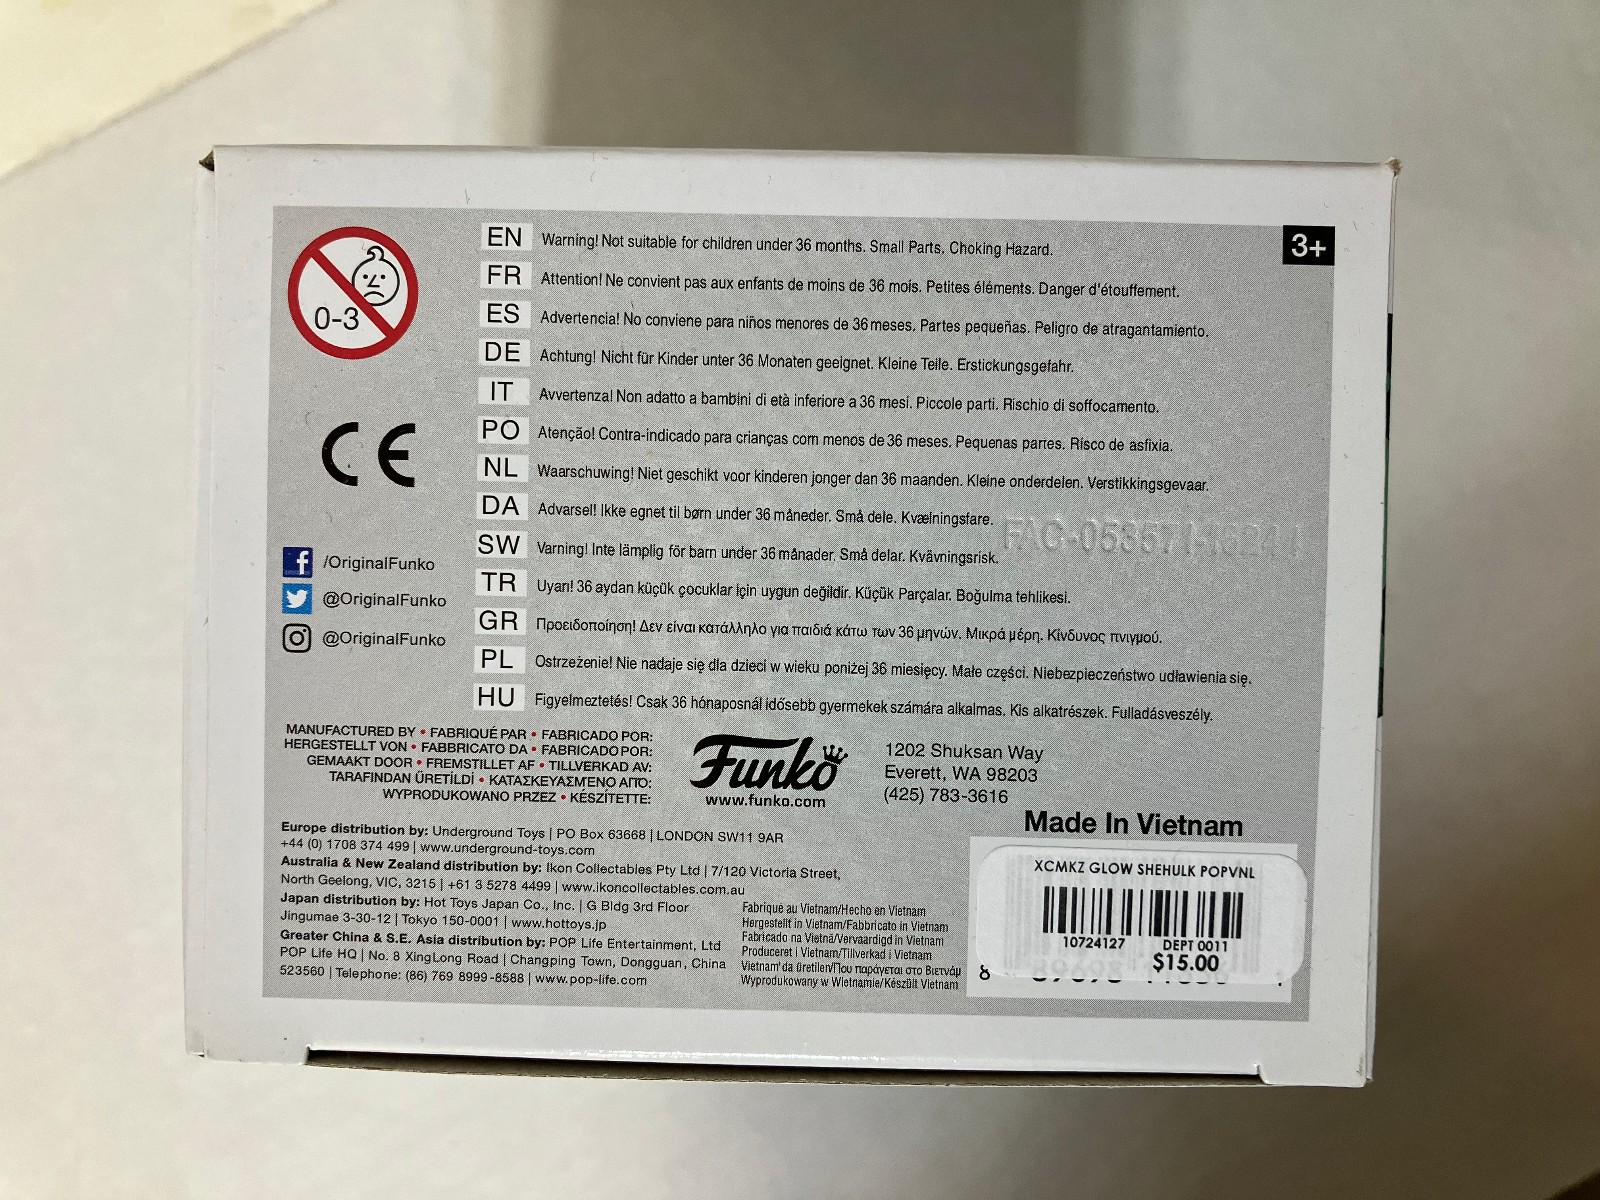 0-3
3+
EN Warning! Not suitable for children under 36 months. Small Parts. Choking Hazard.
FR Attention! Ne convient pas aux enfants de moins de 36 mois. Petites éléments. Danger d'étouffement.
ES Advertencia! No conviene para niños menores de 36 meses. Partes pequeñas. Peligro de atragantamiento.
DE Achtung! Nicht für Kinder unter 36 Monaten geeignet. Kleine Teile. Erstickungsgefahr.
IT Avvertenza! Non adatto a bambini di età inferiore a 36 mesi. Piccole parti. Rischio di soffocamento.
PO Atenção! Contra-indicado para crianças com menos de 36 meses. Pequenas partes. Risco de asfixia.
NL Waarschuwing! Niet geschikt voor kinderen jonger dan 36 maanden. Kleine onderdelen. Verstikkingsgevaar.
DA Advarsel! Ikke egnet til børn under 36 måneder. Små dele. Kvælningsfare.
SW Varning! Inte lämplig för barn under 36 månader. Små delar. Kvävningsrisk.
TR Uyarı! 36 aydan küçük çocuklar için uygun değildir. Küçük Parçalar. Boğulma tehlikesi.
GR Προειδοποίηση! Δεν είναι κατάλληλο για παιδιά κάτω των 36 μηνών. Μικρά μέρη. Κίνδυνος πνιγμού.
PL Ostrzeżenie! Nie nadaje się dla dzieci w wieku poniżej 36 miesięcy. Małe części. Niebezpieczeństwo udławienia się.
HU Figyelmeztetés! Csak 36 hónaposnál idősebb gyermekek számára alkalmas. Kis alkatrészek. Fulladásveszély.
CE
/OriginalFunko
@OriginalFunko
@OriginalFunko
MANUFACTURED BY • FABRIQUÉ PAR • FABRICADO POR:
HERGESTELLT VON • FABBRICATO DA • FABRICADO POR:
GEMAAKT DOOR • FREMSTILLET AF • TILLVERKAD AV:
TARAFINDAN ÜRETİLDİ • ΚΑΤΑΣΚΕΥΑΣΜΕΝΟ ΑΠΟ:
WYPRODUKOWANO PRZEZ • KÉSZÍTETTE:
Funko
www.funko.com
1202 Shuksan Way
Everett, WA 98203
(425) 783-3616
Made In Vietnam
Europe distribution by: Underground Toys | PO Box 63668 | LONDON SW11 9AR
+44 (0) 1708 374 499 | www.underground-toys.com
Australia & New Zealand distribution by: Ikon Collectables Pty Ltd | 7/120 Victoria Street,
North Geelong, VIC, 3215 | +61 3 5278 4499 | www.ikoncollectables.com.au
Japan distribution by: Hot Toys Japan Co., Inc. | G Bldg 3rd Floor
Jingumae 3-30-12 | Tokyo 150-0001 | www.hottoys.jp
Greater China & S.E. Asia distribution by: POP Life Entertainment, Ltd
POP Life HQ | No. 8 XingLong Road | Changping Town, Dongguan, China
523560 | Telephone: (86) 769 8999-8588 | www.pop-life.com
Fabriqué au Vietnam/Hecho en Vietnam
Hergestellt in Vietnam/Fabbricato in Vietnam
Fabricado na Vietnã/Vervaardigd in Vietnam
Produceret i Vietnam/Tillverkad i Vietnam
Vietnam'da üretilen/Που παράγεται στο Βιετνάμ
Wyprodukowany w Wietnamie/Készült Vietnam
XCMKZ GLOW SHEHULK POPVNL
10724127 DEPT 0011
$15.00
8